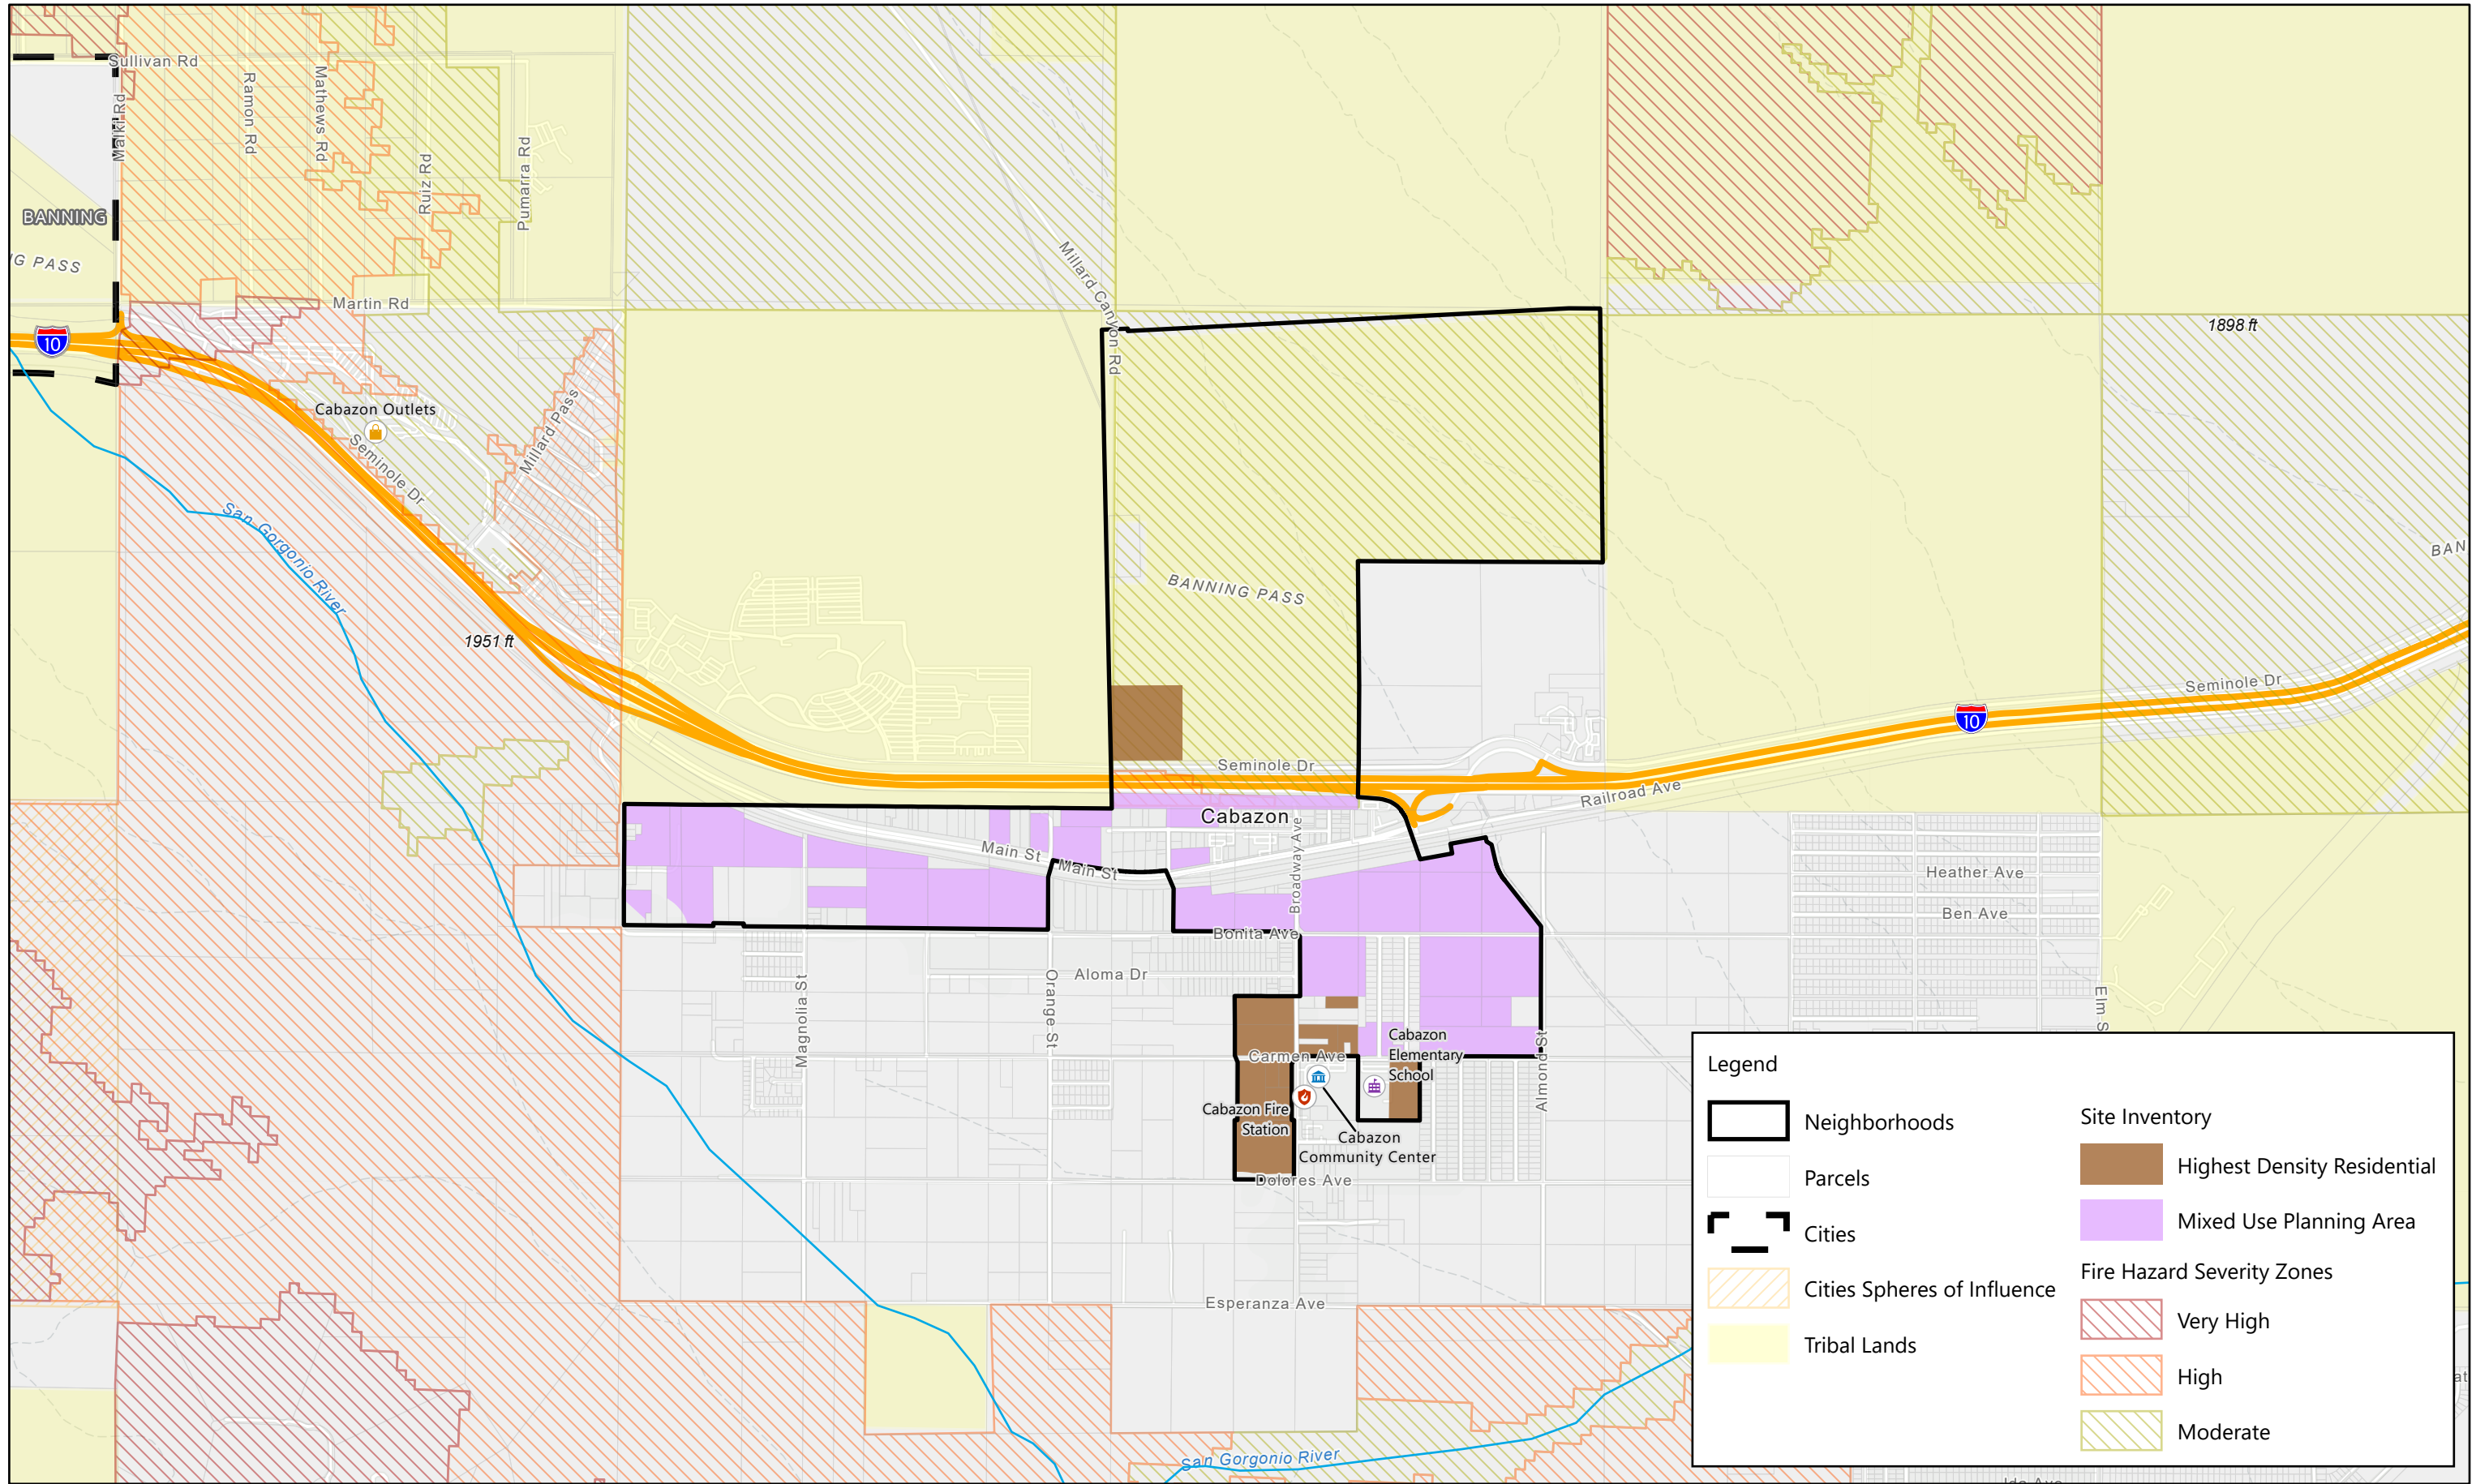 Sullivan Rd
Malki Rd
Ramon Rd
Mathews Rd
Ruiz Rd
Pumarra Rd
BANNING
G PASS
Martin Rd
Millard Canyon Rd
10
1898 ft
Cabazon Outlets
Seminole Dr
Millard Pass
San Gorgonio River
1951 ft
BANNING PASS
BAN
Seminole Dr
10
Seminole Dr
Railroad Ave
Cabazon
Main St
Main St
Broadway Ave
Heather Ave
Ben Ave
Bonita Ave
Aloma Dr
Magnolia St
Orange St
Elm S
Almond St
Carmen Ave
Cabazon
Elementary
School
Cabazon Fire
Station
Cabazon
Community Center
Dolores Ave
Esperanza Ave
San Gorgonio River
Legend
Neighborhoods
Parcels
Cities
Cities Spheres of Influence
Tribal Lands
Site Inventory
Highest Density Residential
Mixed Use Planning Area
Fire Hazard Severity Zones
Very High
High
Moderate